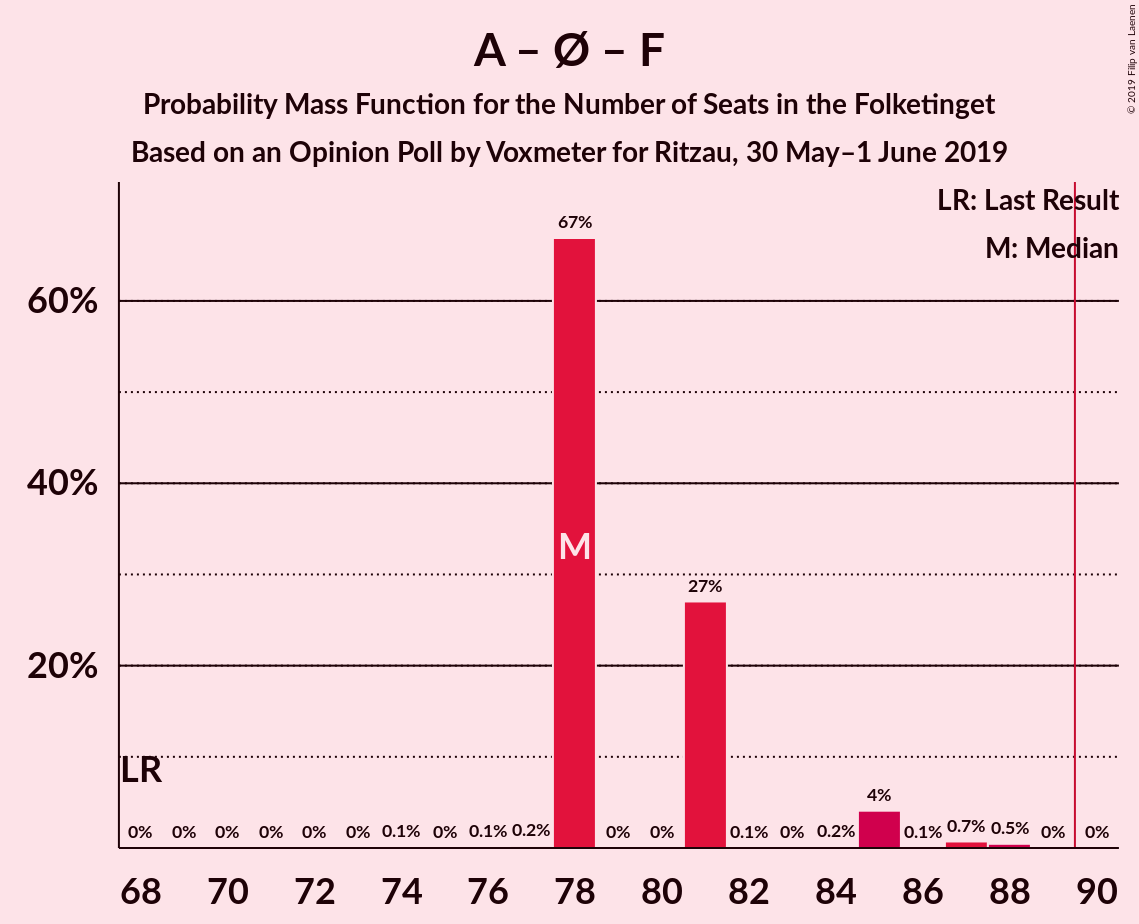 A – Ø – F
Probability Mass Function for the Number of Seats in the Folketinget
Based on an Opinion Poll by Voxmeter for Ritzau, 30 May–1 June 2019
© 2019 Filip van Laenen
LR: Last Result
M: Median
67%
60%
40%
M
27%
20%
LR
4%
0% 0% 0% 0% 0% 0% 0.1% 0% 0.1% 0.2% 0% 0% 0.1% 0% 0.2% 0.1% 0.7% 0.5% 0% 0%
68 70 72 74 76 78 80 82 84 86 88 90